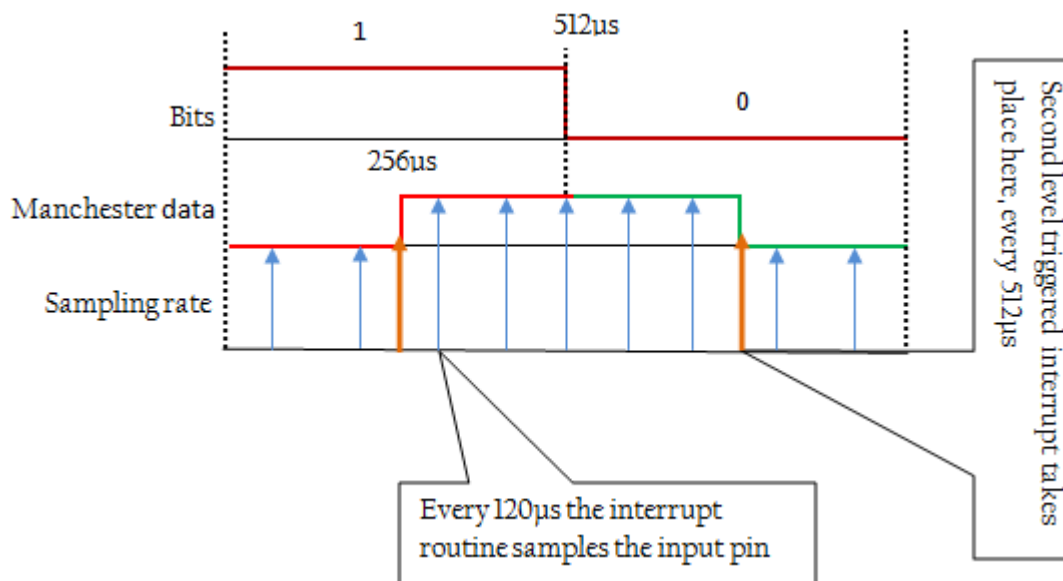 1
512µs
0
Bits
256µs
Manchester data
Sampling rate
Second level triggered interrupt takes
place here, every 512µs
Every 120µs the interrupt
routine samples the input pin